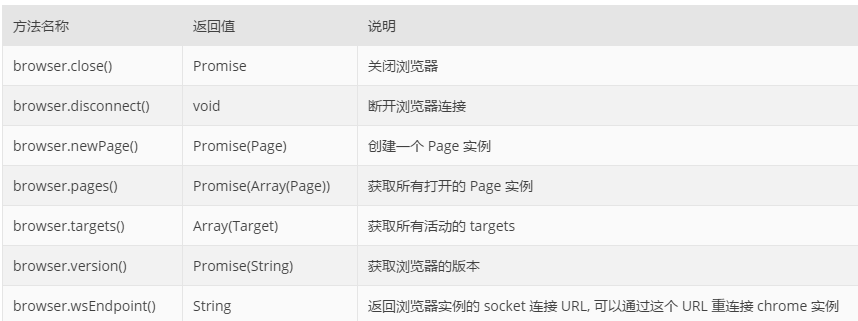 方法名称 返回值 说明
browser.close() Promise 关闭浏览器
browser.disconnect() void 断开浏览器连接
browser.newPage() Promise(Page) 创建一个 Page 实例
browser.pages() Promise(Array(Page)) 获取所有打开的 Page 实例
browser.targets() Array(Target) 获取所有活动的 targets
browser.version() Promise(String) 获取浏览器的版本
browser.wsEndpoint() String 返回浏览器实例的 socket 连接 URL, 可以通过这个 URL 重连接 chrome 实例